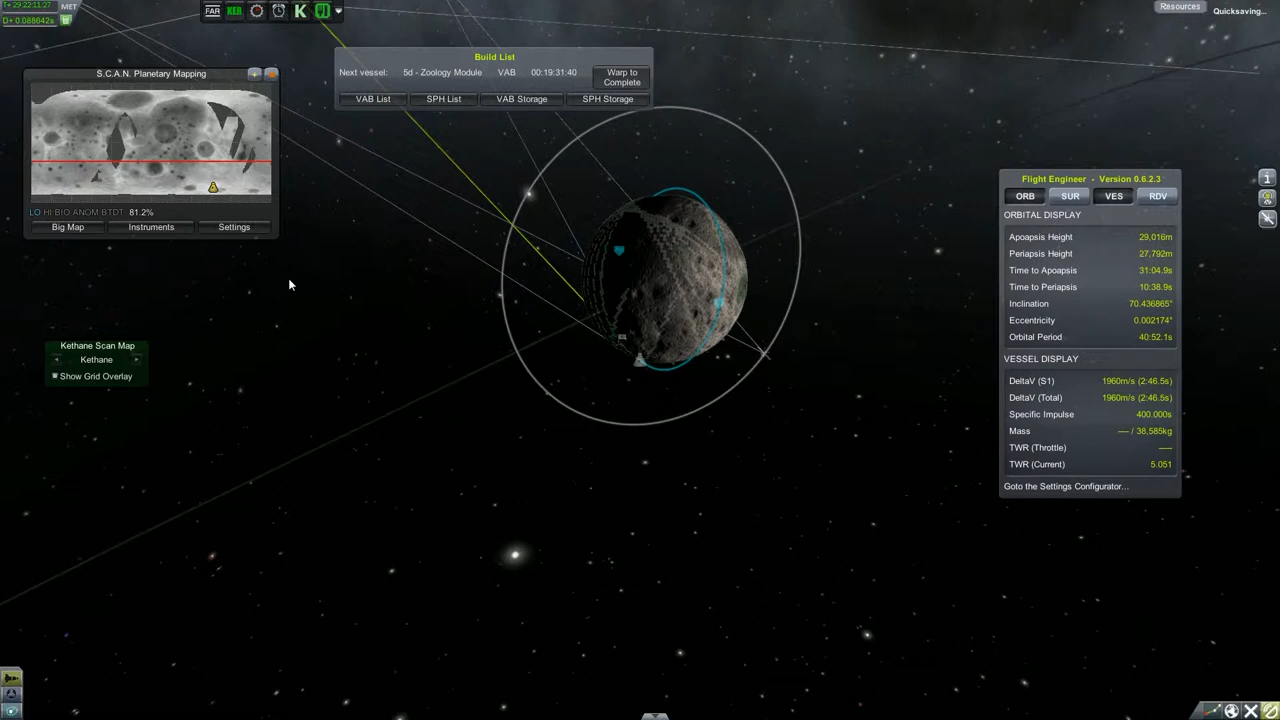 T+ 29:22:11:27 MET
D+ 0.088642s
FAR KER K
Resources
Quicksaving...
Build List
Next vessel: 5d - Zoology Module VAB 00:19:31:40 Warp to Complete
VAB List SPH List VAB Storage SPH Storage
S.C.A.N. Planetary Mapping
LO HI BIO ANOM BTDT 81.2%
Big Map Instruments Settings
Kethane Scan Map
Kethane
Show Grid Overlay
Flight Engineer - Version 0.6.2.3
ORB SUR VES RDV
ORBITAL DISPLAY
Apoapsis Height 29,016m
Periapsis Height 27,792m
Time to Apoapsis 31:04.9s
Time to Periapsis 10:38.9s
Inclination 70.436865°
Eccentricity 0.002174°
Orbital Period 40:52.1s
VESSEL DISPLAY
DeltaV (S1) 1960m/s (2:46.5s)
DeltaV (Total) 1960m/s (2:46.5s)
Specific Impulse 400.000s
Mass ---- / 38,585kg
TWR (Throttle) ----
TWR (Current) 5.051
Goto the Settings Configurator...